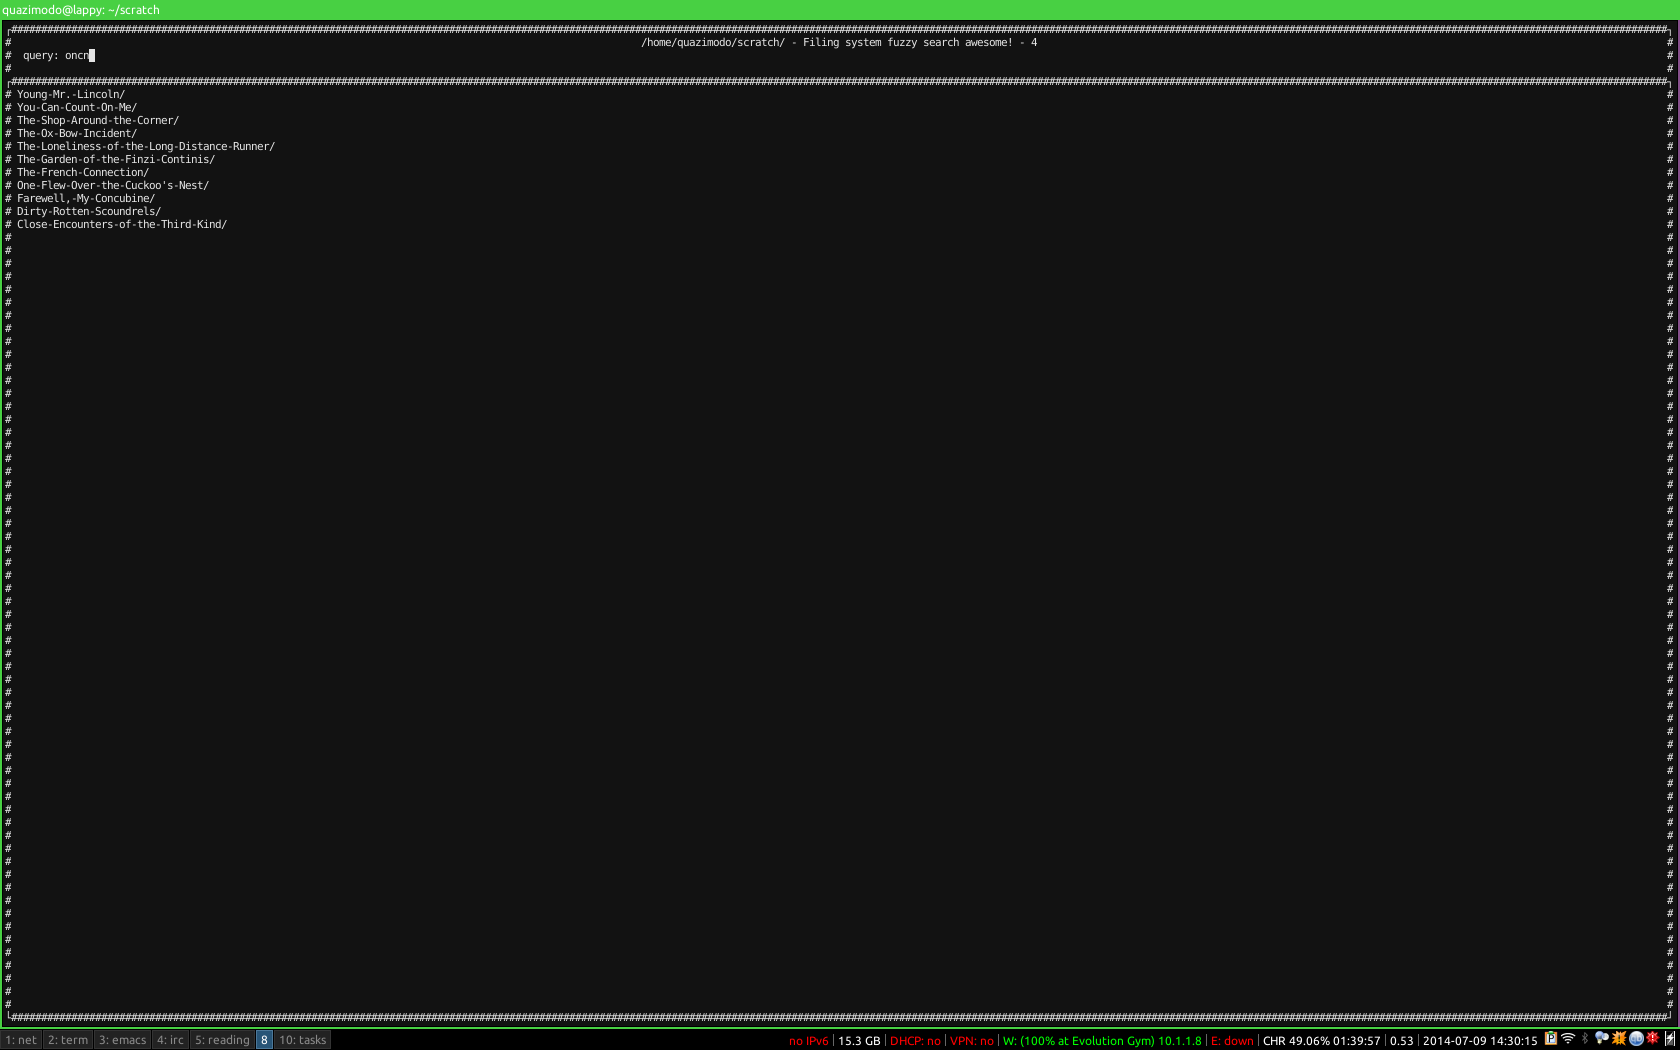 quazimodo@lappy: ~/scratch
/home/quazimodo/scratch/ - Filing system fuzzy search awesome! - 4
query: oncn
# Young-Mr.-Lincoln/
# You-Can-Count-On-Me/
# The-Shop-Around-the-Corner/
# The-Ox-Bow-Incident/
# The-Loneliness-of-the-Long-Distance-Runner/
# The-Garden-of-the-Finzi-Continis/
# The-French-Connection/
# One-Flew-Over-the-Cuckoo's-Nest/
# Farewell,-My-Concubine/
# Dirty-Rotten-Scoundrels/
# Close-Encounters-of-the-Third-Kind/
1: net 2: term 3: emacs 4: irc 5: reading 8 10: tasks no IPv6 | 15.3 GB | DHCP: no | VPN: no | W: (100% at Evolution Gym) 10.1.1.8 | E: down | CHR 49.06% 01:39:57 | 0.53 | 2014-07-09 14:30:15